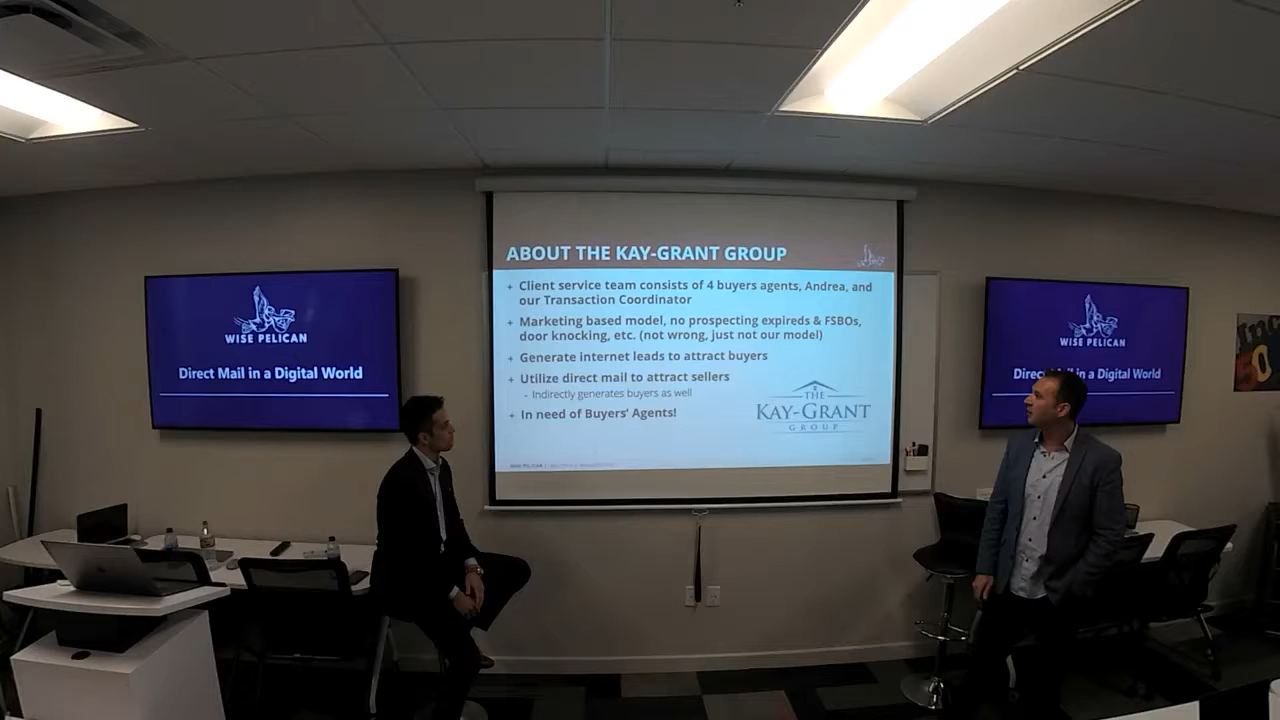 WISE PELICAN
Direct Mail in a Digital World
ABOUT THE KAY-GRANT GROUP
+ Client service team consists of 4 buyers agents, Andrea, and
our Transaction Coordinator
+ Marketing based model, no prospecting expireds & FSBOs,
door knocking, etc. (not wrong, just not our model)
+ Generate internet leads to attract buyers
+ Utilize direct mail to attract sellers
- Indirectly generates buyers as well
+ In need of Buyers' Agents!
THE
KAY-GRANT
GROUP
WISE PELICAN
WISE PELICAN
in a Digital World